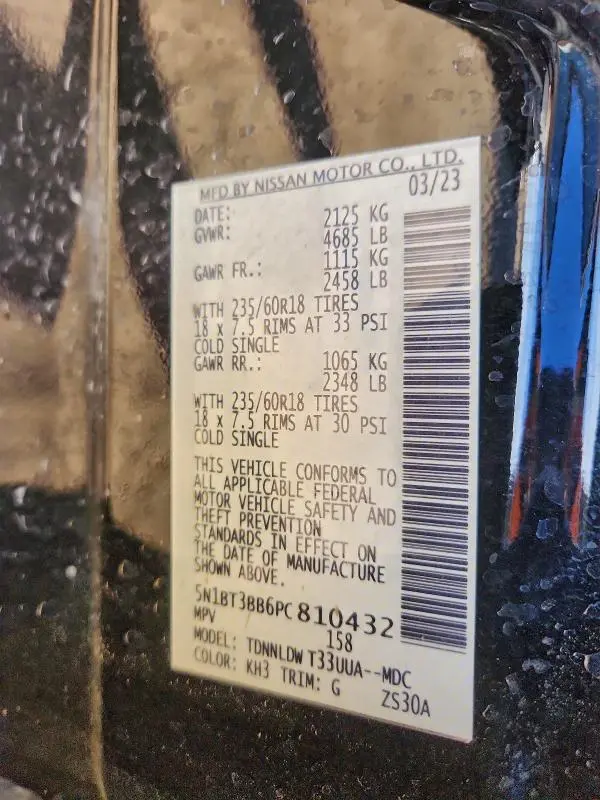 MFD BY NISSAN MOTOR CO., LTD.
DATE: 03/23
GVWR: 2125 KG
4685 LB
GAWR FR.: 1115 KG
2458 LB
WITH 235/60R18 TIRES
18 x 7.5 RIMS AT 33 PSI
COLD SINGLE
GAWR RR.: 1065 KG
2348 LB
WITH 235/60R18 TIRES
18 x 7.5 RIMS AT 30 PSI
COLD SINGLE
THIS VEHICLE CONFORMS TO
ALL APPLICABLE FEDERAL
MOTOR VEHICLE SAFETY AND
THEFT PREVENTION
STANDARDS IN EFFECT ON
THE DATE OF MANUFACTURE
SHOWN ABOVE.
5N1BT3BB6PC810432
MPV 158
MODEL: TDNNLDW T33UUA--MDC
COLOR: KH3 TRIM: G ZS30A